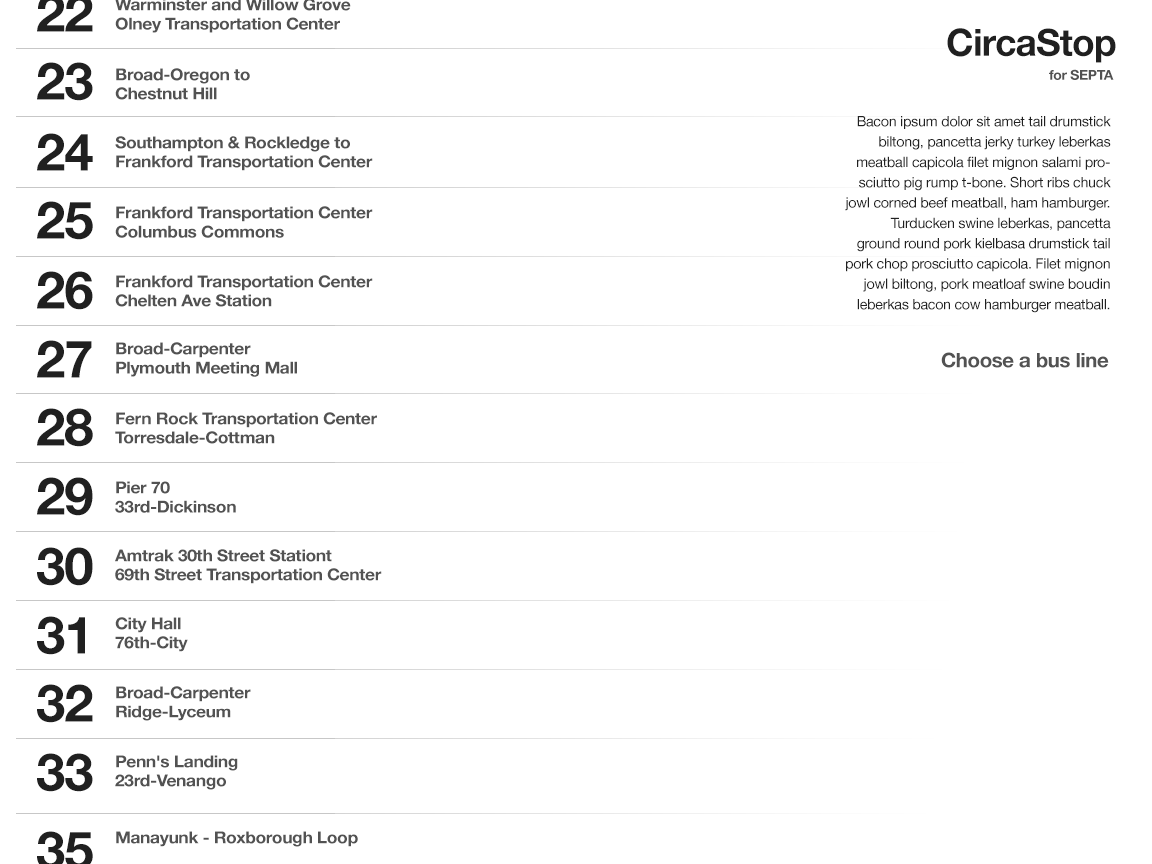 22
Warminster and Willow Grove
Olney Transportation Center
23
Broad-Oregon to
Chestnut Hill
24
Southampton & Rockledge to
Frankford Transportation Center
25
Frankford Transportation Center
Columbus Commons
26
Frankford Transportation Center
Chelten Ave Station
27
Broad-Carpenter
Plymouth Meeting Mall
28
Fern Rock Transportation Center
Torresdale-Cottman
29
Pier 70
33rd-Dickinson
30
Amtrak 30th Street Stationt
69th Street Transportation Center
31
City Hall
76th-City
32
Broad-Carpenter
Ridge-Lyceum
33
Penn's Landing
23rd-Venango
35
Manayunk - Roxborough Loop
CircaStop
for SEPTA
Bacon ipsum dolor sit amet tail drumstick
biltong, pancetta jerky turkey leberkas
meatball capicola filet mignon salami pro-
sciutto pig rump t-bone. Short ribs chuck
jowl corned beef meatball, ham hamburger.
Turducken swine leberkas, pancetta
ground round pork kielbasa drumstick tail
pork chop prosciutto capicola. Filet mignon
jowl biltong, pork meatloaf swine boudin
leberkas bacon cow hamburger meatball.
Choose a bus line